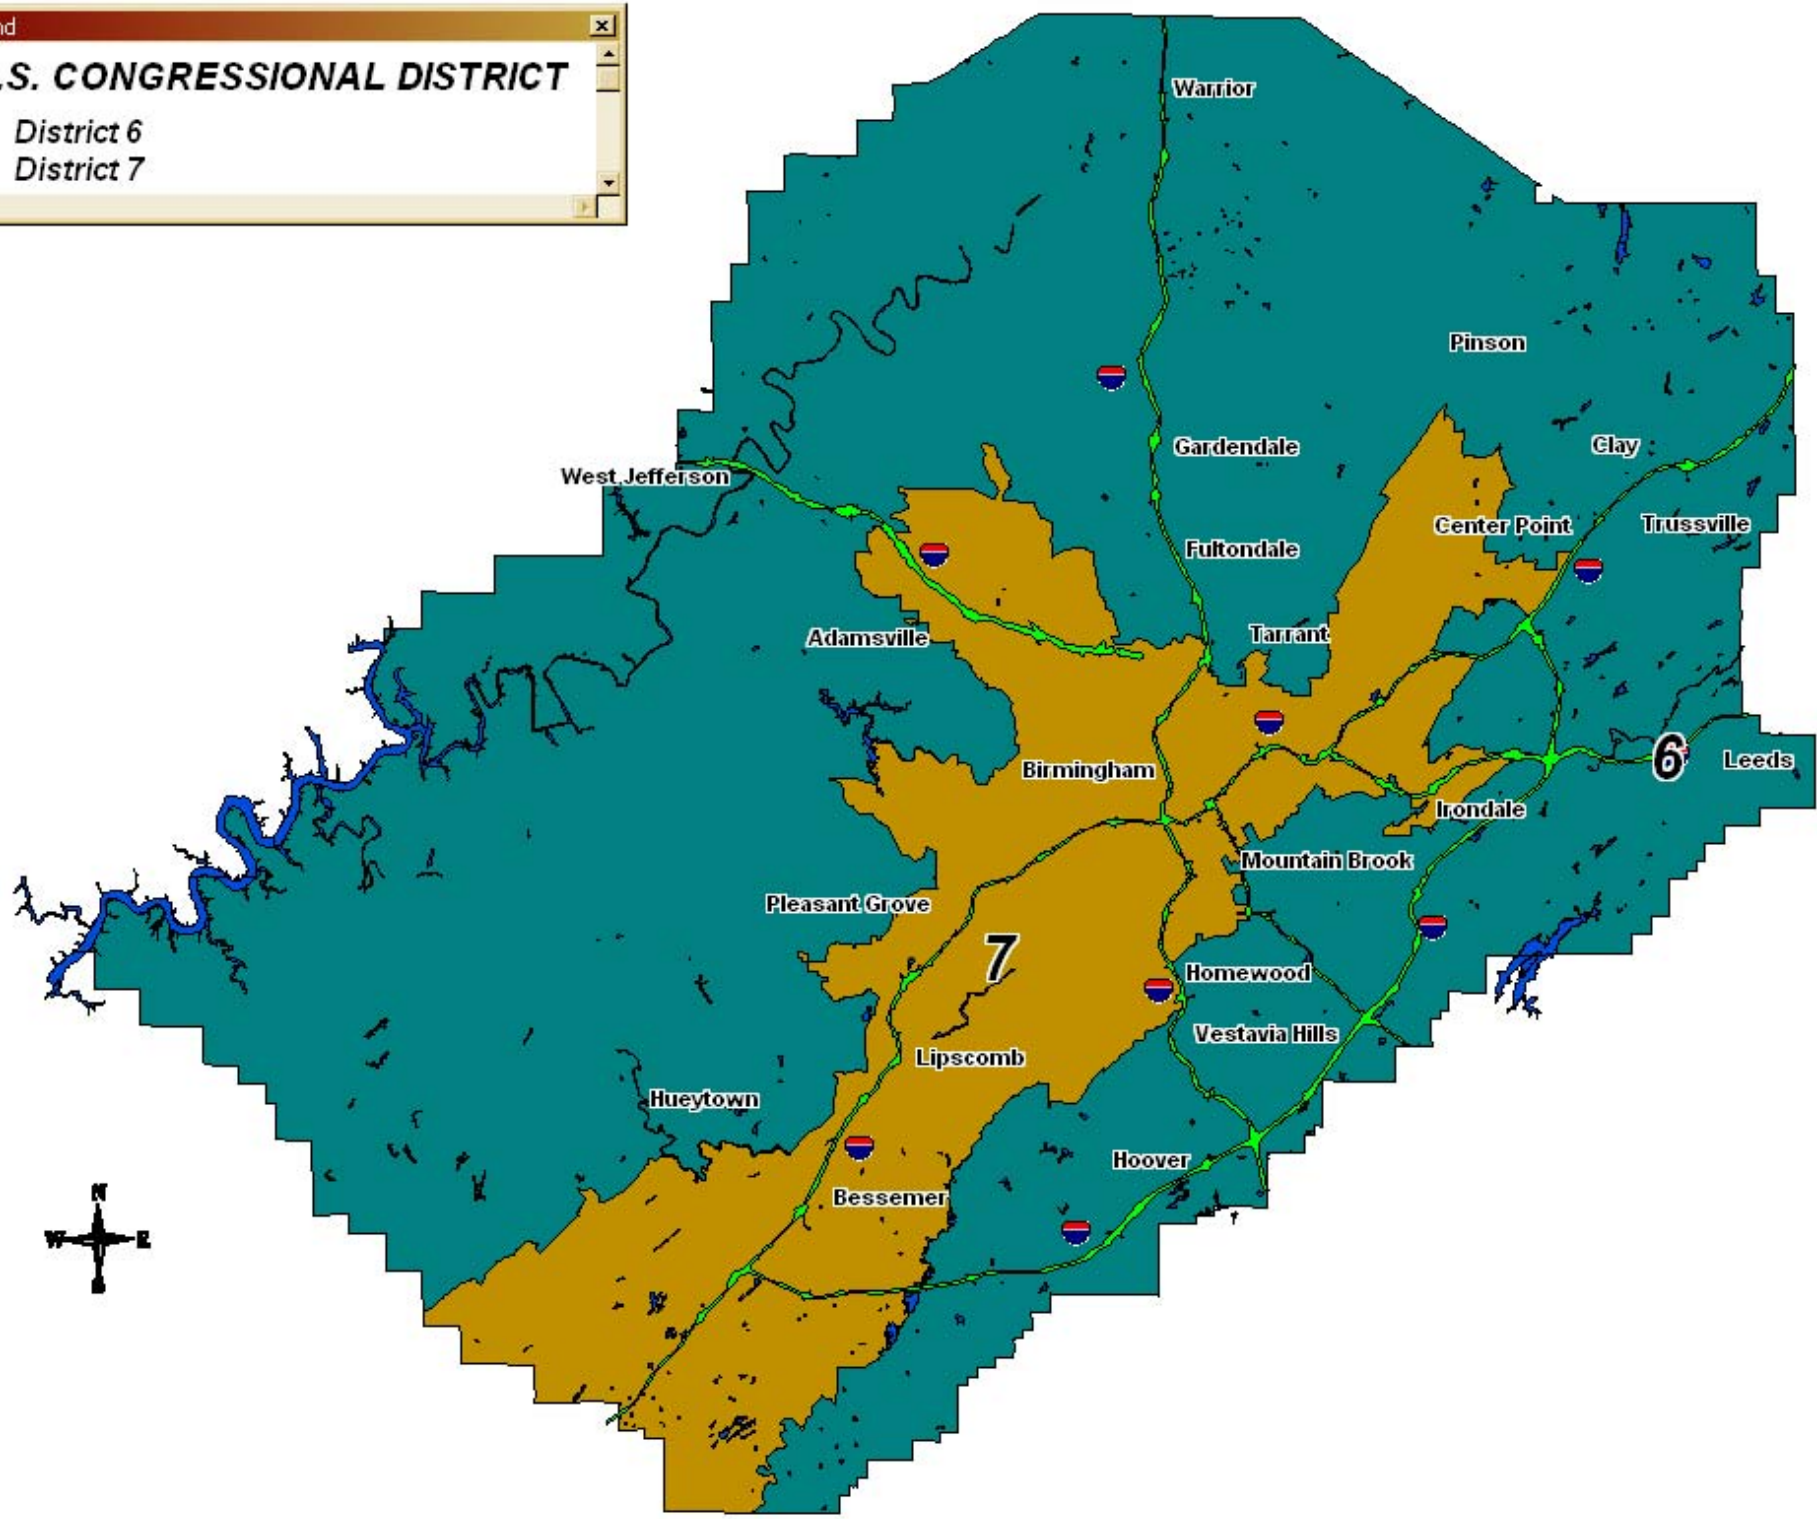 nd
.S. CONGRESSIONAL DISTRICT
District 6
District 7
Warrior
Pinson
Gardendale
Clay
West Jefferson
Center Point
Trussville
Fultondale
Adamsville
Tarrant
Birmingham
6
Leeds
Irondale
Mountain Brook
Pleasant Grove
7
Homewood
Vestavia Hills
Lipscomb
Hueytown
Hoover
Bessemer
N
W E
S